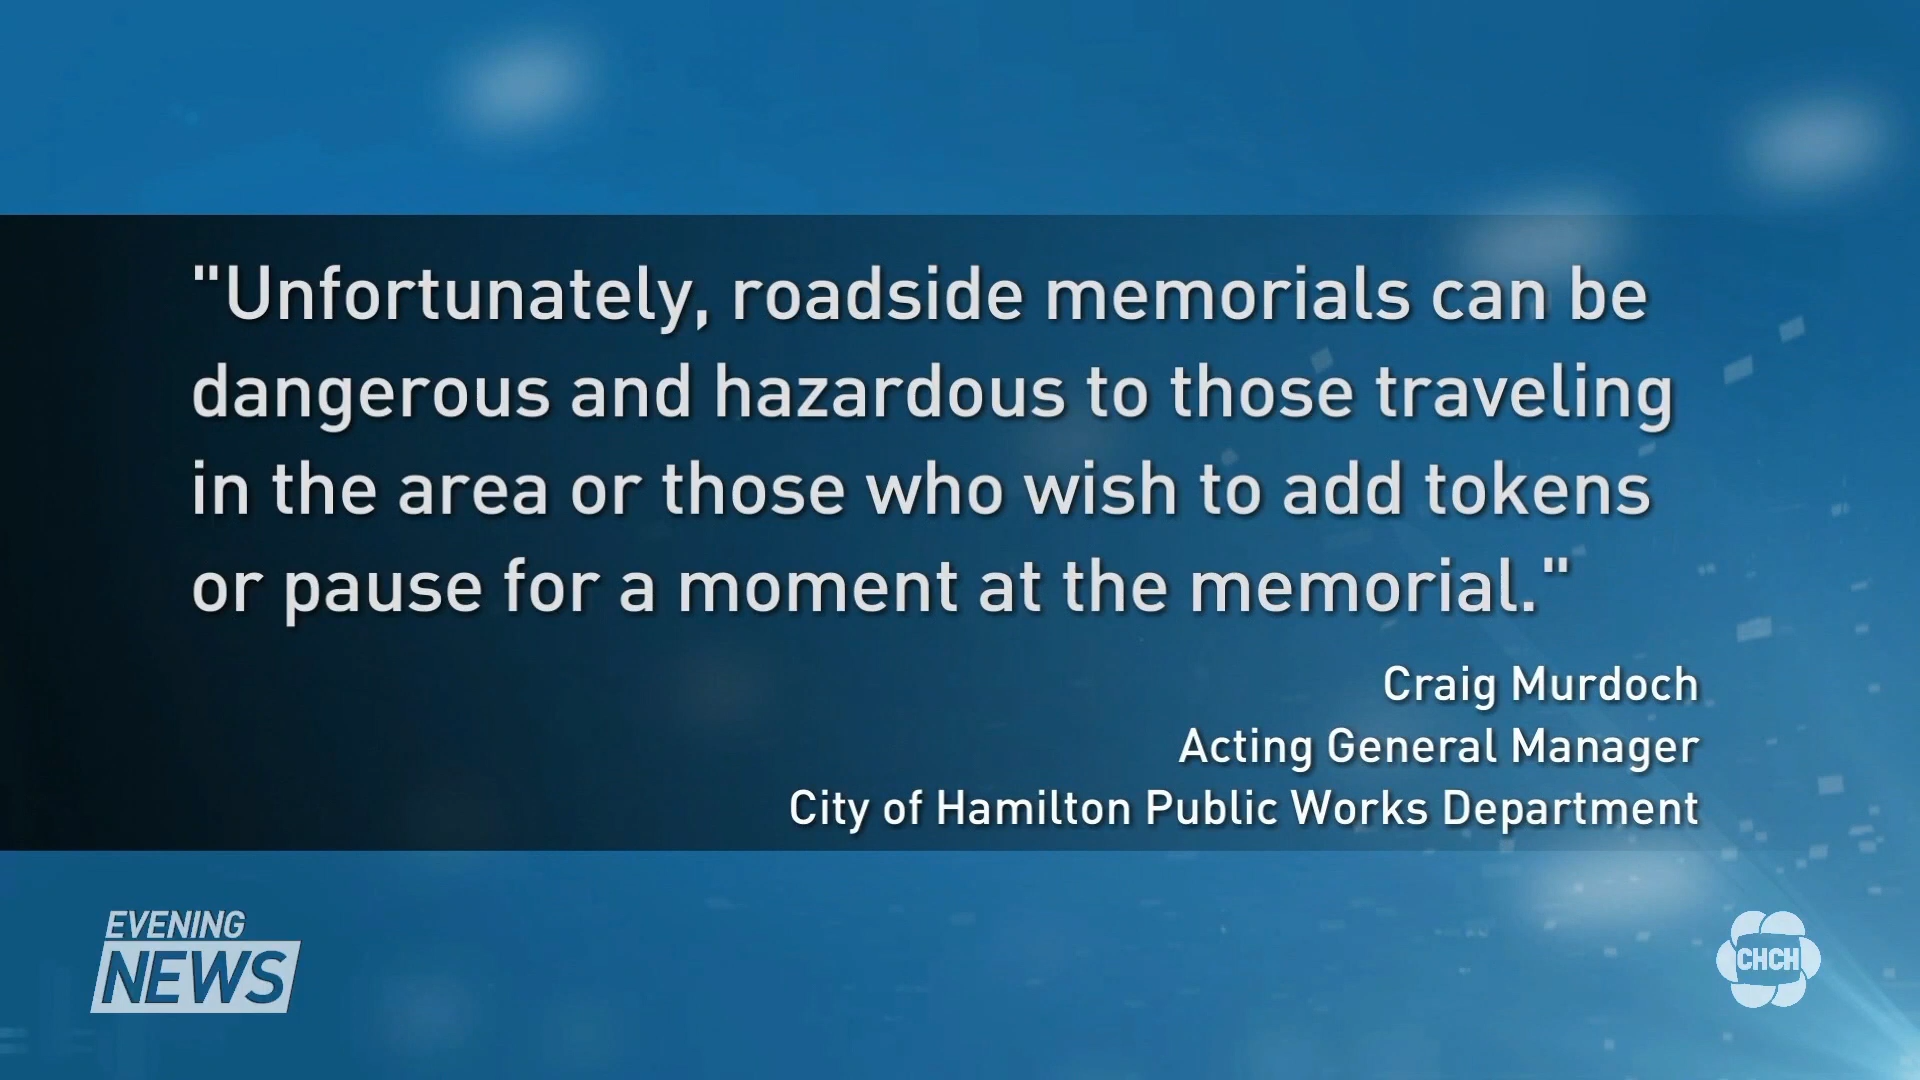 "Unfortunately, roadside memorials can be
dangerous and hazardous to those traveling
in the area or those who wish to add tokens
or pause for a moment at the memorial."
Craig Murdoch
Acting General Manager
City of Hamilton Public Works Department
EVENING
NEWS
CHCH